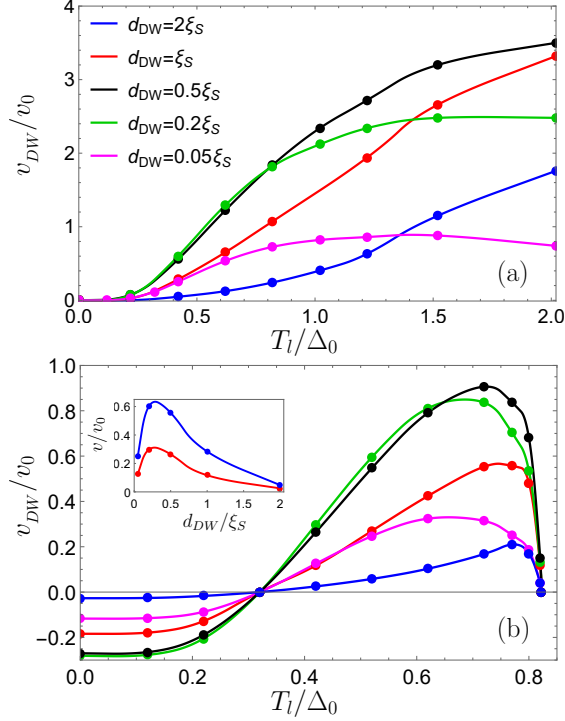 (a)
d_DW=2ξ_S
d_DW=ξ_S
d_DW=0.5ξ_S
d_DW=0.2ξ_S
d_DW=0.05ξ_S
v_DW/v_0
4
3
2
1
0
0.0 0.5 1.0 1.5 2.0
T_l/Δ_0
(b)
v_DW/v_0
1.0
0.8
0.6
0.4
0.2
0.0
−0.2
0.0 0.2 0.4 0.6 0.8
T_l/Δ_0
v/v_0
0.6
0.4
0.2
0
0 0.5 1 1.5 2
d_DW/ξ_S